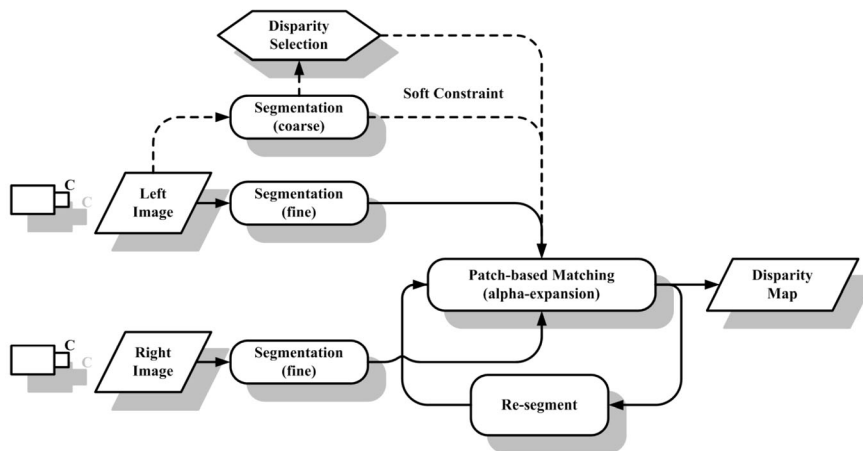 Disparity
Selection
Segmentation
(coarse)
Soft Constraint
C
C
Left
Image
Segmentation
(fine)
Patch-based Matching
(alpha-expansion)
Disparity
Map
C
C
Right
Image
Segmentation
(fine)
Re-segment